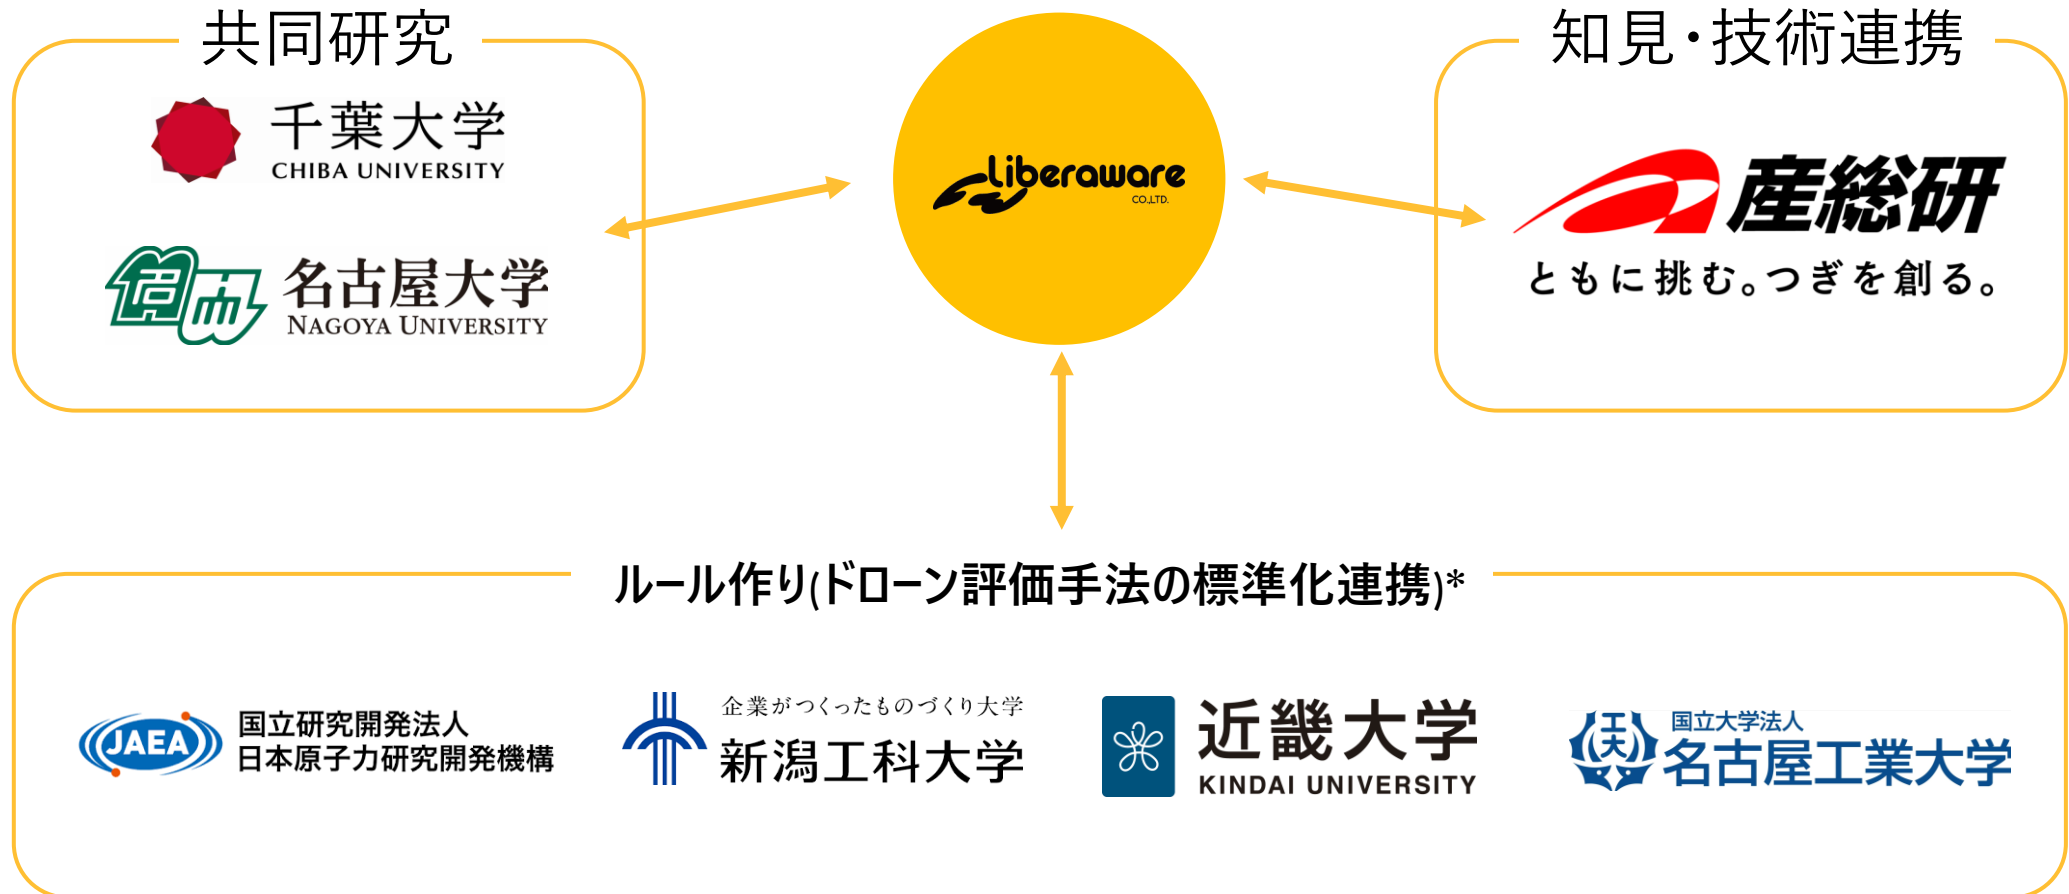 共同研究
千葉大学
CHIBA UNIVERSITY
名古屋大学
NAGOYA UNIVERSITY
Liberaware
CO.,LTD.
知見・技術連携
産総研
ともに挑む。つぎを創る。
ルール作り(ドローン評価手法の標準化連携)*
JAEA
国立研究開発法人
日本原子力研究開発機構
企業がつくったものづくり大学
新潟工科大学
近畿大学
KINDAI UNIVERSITY
国立大学法人
名古屋工業大学